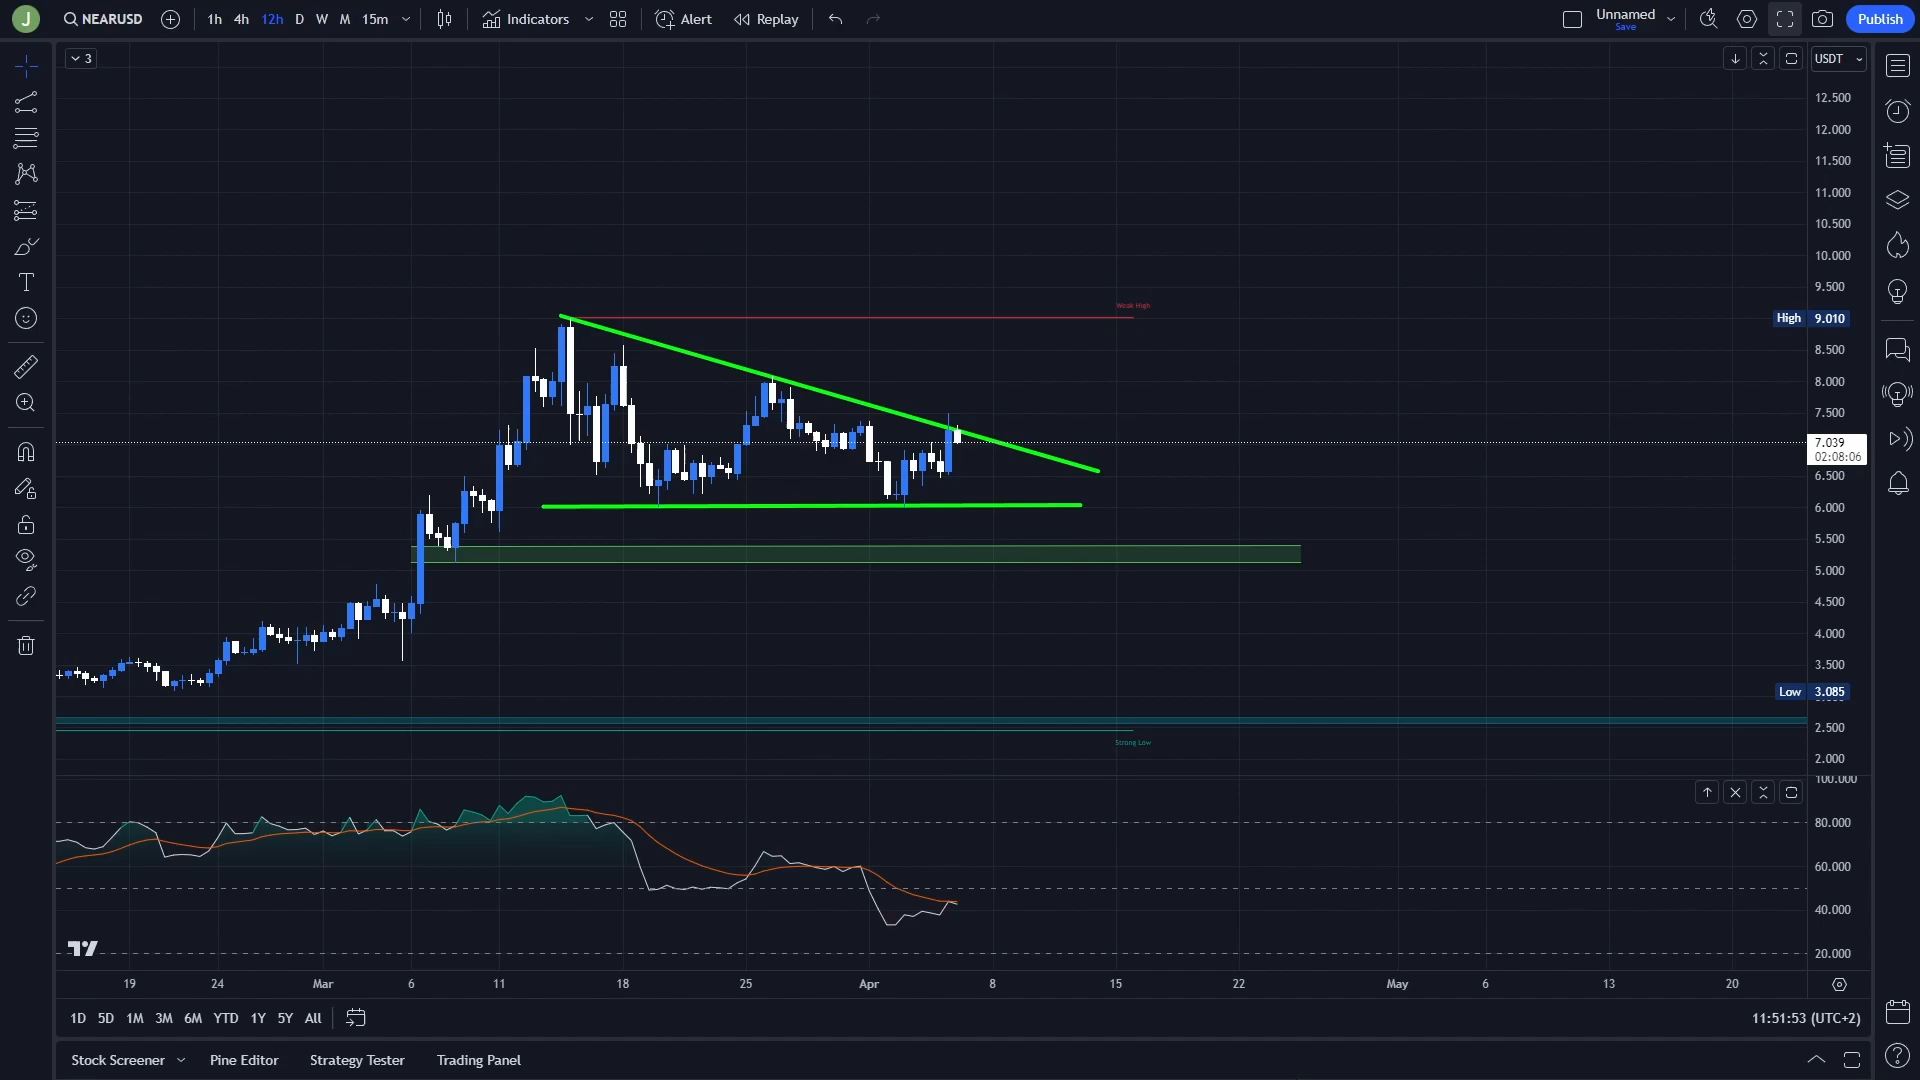 J
NEARUSD
1h 4h 12h D W M 15m
Indicators
Alert
Replay
Unnamed
Save
Publish
3
USDT
12.500
12.000
11.500
11.000
10.500
10.000
9.500
Weak High
High 9.010
8.500
8.000
7.500
7.039
02:08:06
6.500
6.000
5.500
5.000
4.500
4.000
3.500
Low 3.085
2.500
Strong Low
2.000
100.000
80.000
60.000
40.000
20.000
19 24 Mar 6 11 18 25 Apr 8 15 22 May 6 13 20
1D 5D 1M 3M 6M YTD 1Y 5Y All
11:51:53 (UTC+2)
Stock Screener Pine Editor Strategy Tester Trading Panel